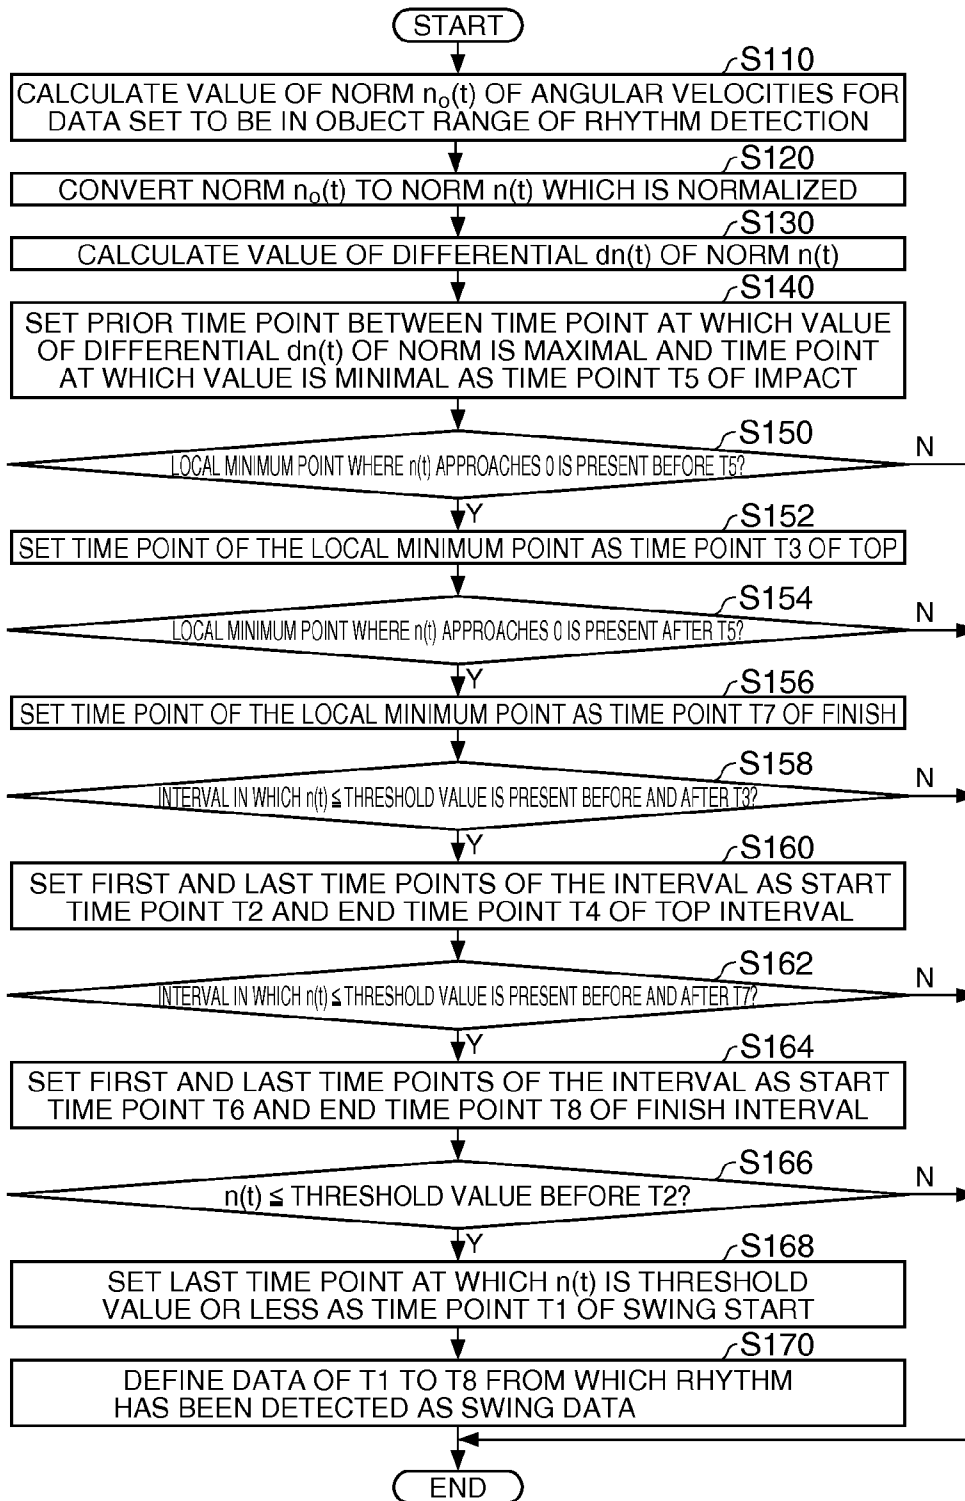 START
S110
CALCULATE VALUE OF NORM n₀(t) OF ANGULAR VELOCITIES FOR
DATA SET TO BE IN OBJECT RANGE OF RHYTHM DETECTION
S120
CONVERT NORM n₀(t) TO NORM n(t) WHICH IS NORMALIZED
S130
CALCULATE VALUE OF DIFFERENTIAL dn(t) OF NORM n(t)
S140
SET PRIOR TIME POINT BETWEEN TIME POINT AT WHICH VALUE
OF DIFFERENTIAL dn(t) OF NORM IS MAXIMAL AND TIME POINT
AT WHICH VALUE IS MINIMAL AS TIME POINT T5 OF IMPACT
S150
LOCAL MINIMUM POINT WHERE n(t) APPROACHES 0 IS PRESENT BEFORE T5?
N
Y
S152
SET TIME POINT OF THE LOCAL MINIMUM POINT AS TIME POINT T3 OF TOP
S154
LOCAL MINIMUM POINT WHERE n(t) APPROACHES 0 IS PRESENT AFTER T5?
N
Y
S156
SET TIME POINT OF THE LOCAL MINIMUM POINT AS TIME POINT T7 OF FINISH
S158
INTERVAL IN WHICH n(t) ≦ THRESHOLD VALUE IS PRESENT BEFORE AND AFTER T3?
N
Y
S160
SET FIRST AND LAST TIME POINTS OF THE INTERVAL AS START
TIME POINT T2 AND END TIME POINT T4 OF TOP INTERVAL
S162
INTERVAL IN WHICH n(t) ≦ THRESHOLD VALUE IS PRESENT BEFORE AND AFTER T7?
N
Y
S164
SET FIRST AND LAST TIME POINTS OF THE INTERVAL AS START
TIME POINT T6 AND END TIME POINT T8 OF FINISH INTERVAL
S166
n(t) ≦ THRESHOLD VALUE BEFORE T2?
N
Y
S168
SET LAST TIME POINT AT WHICH n(t) IS THRESHOLD
VALUE OR LESS AS TIME POINT T1 OF SWING START
S170
DEFINE DATA OF T1 TO T8 FROM WHICH RHYTHM
HAS BEEN DETECTED AS SWING DATA
END